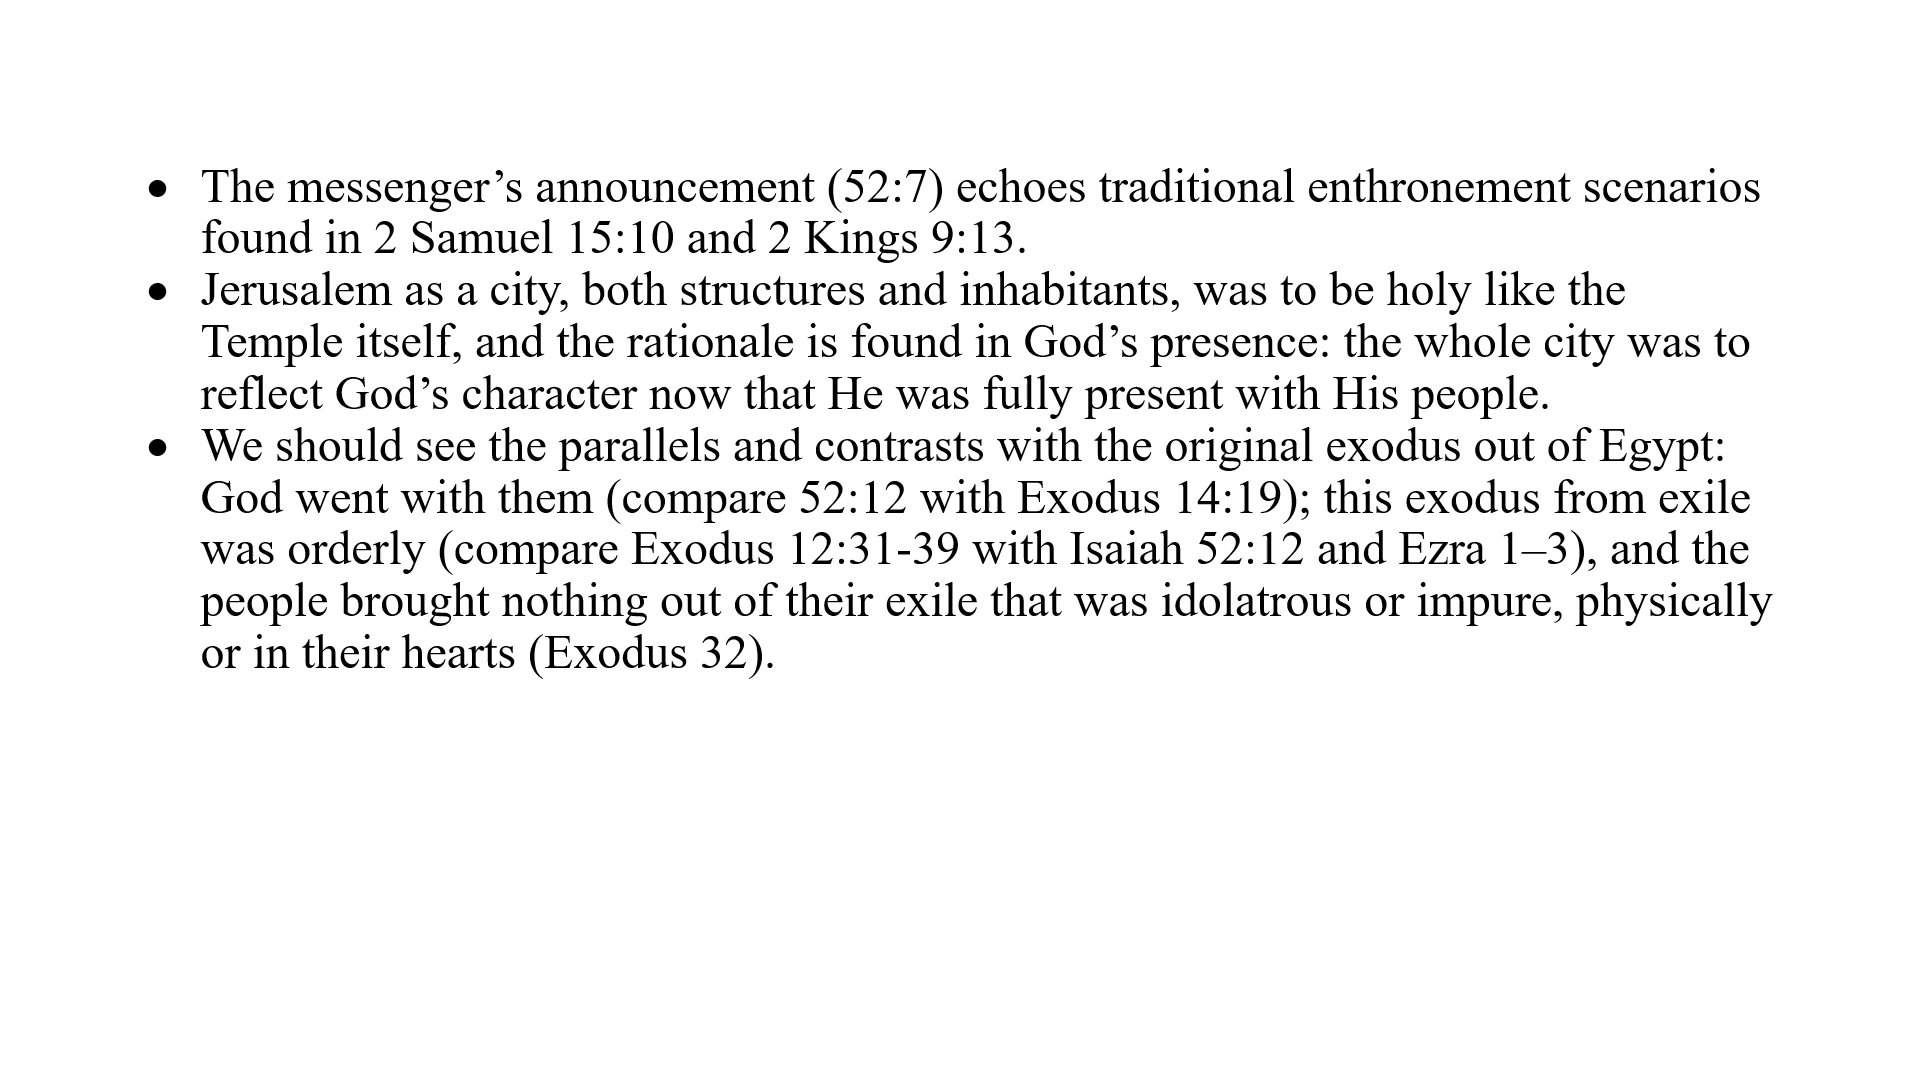 • The messenger’s announcement (52:7) echoes traditional enthronement scenarios
found in 2 Samuel 15:10 and 2 Kings 9:13.
• Jerusalem as a city, both structures and inhabitants, was to be holy like the
Temple itself, and the rationale is found in God’s presence: the whole city was to
reflect God’s character now that He was fully present with His people.
• We should see the parallels and contrasts with the original exodus out of Egypt:
God went with them (compare 52:12 with Exodus 14:19); this exodus from exile
was orderly (compare Exodus 12:31-39 with Isaiah 52:12 and Ezra 1–3), and the
people brought nothing out of their exile that was idolatrous or impure, physically
or in their hearts (Exodus 32).